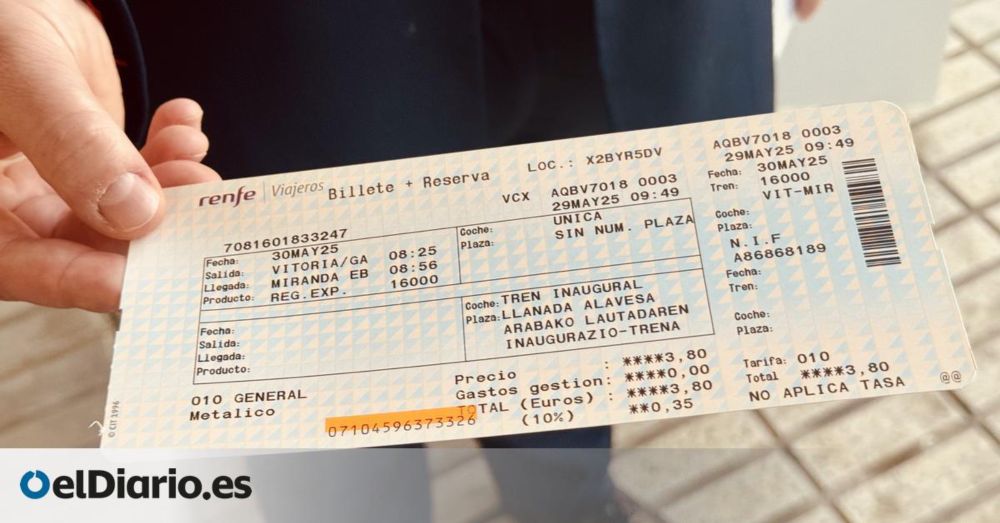 renfe Viajeros Billete + Reserva
LOC.: X2BYR5DV
VCX AQBV7018 0003
29MAY25 09:49
7081601833247
Fecha: 30MAY25
Salida: VITORIA/GA 08:25
Llegada: MIRANDA EB 08:56
Producto: REG.EXP. 16000
Coche: UNICA
Plaza: SIN NUM. PLAZA
Fecha:
Salida:
Llegada:
Producto:
Coche: TREN INAUGURAL
Plaza: LLANADA ALAVESA
ARABAKO LAUTADAREN
INAUGURAZIO-TRENA
010 GENERAL
Metalico
07104596373326
Precio : ****3,80
Gastos gestion: ****0,00
TOTAL (Euros) : ****3,80
(10%) : **0,35
AQBV7018 0003
29MAY25 09:49
Fecha: 30MAY25
Tren: 16000
VIT-MIR
Coche:
Plaza:
N.I.F
A86868189
Fecha:
Tren:
Coche:
Plaza:
Tarifa: 010
Total ****3,80
NO APLICA TASA
@@
© CIT 1996
elDiario.es